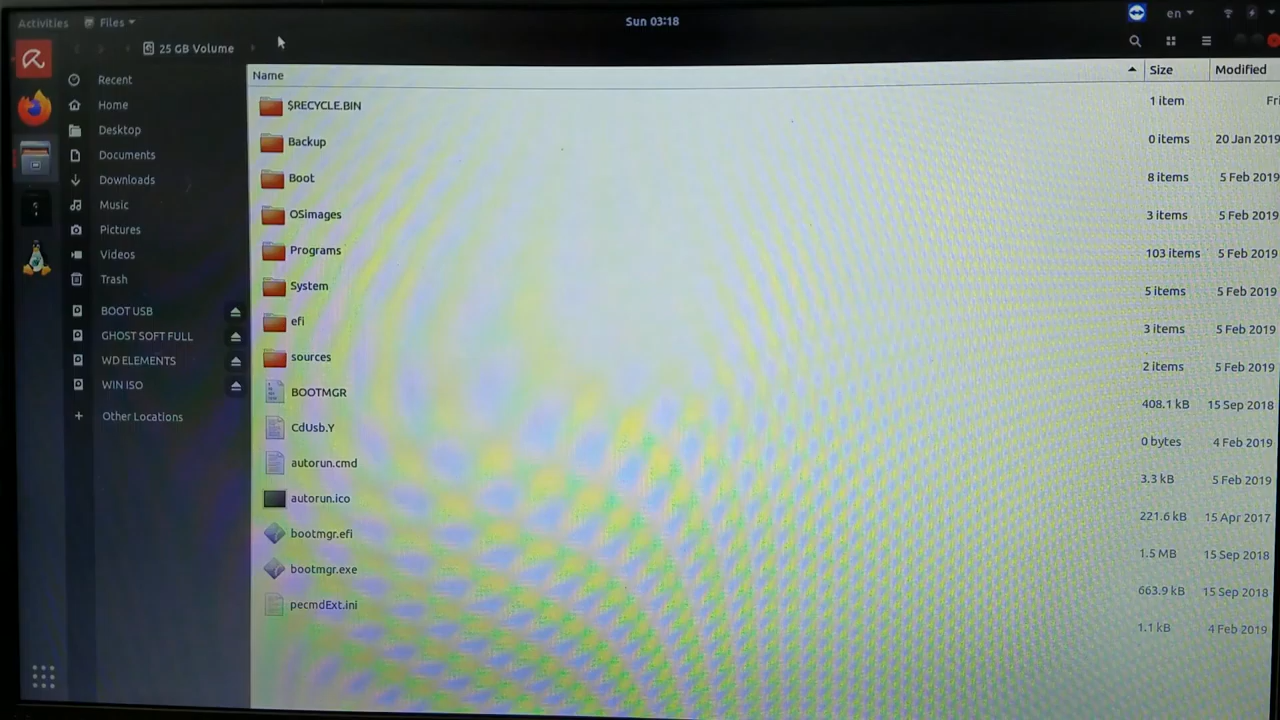 Activities Files Sun 03:18 en
25 GB Volume
Name Size Modified
Recent
Home
Desktop
Documents
Downloads
Music
Pictures
Videos
Trash
BOOT USB
GHOST SOFT FULL
WD ELEMENTS
WIN ISO
Other Locations
$RECYCLE.BIN 1 item Fri
Backup 0 items 20 Jan 2019
Boot 8 items 5 Feb 2019
OSimages 3 items 5 Feb 2019
Programs 103 items 5 Feb 2019
System 5 items 5 Feb 2019
efi 3 items 5 Feb 2019
sources 2 items 5 Feb 2019
BOOTMGR 408.1 kB 15 Sep 2018
CdUsb.Y 0 bytes 4 Feb 2019
autorun.cmd 3.3 kB 5 Feb 2019
autorun.ico 221.6 kB 15 Apr 2017
bootmgr.efi 1.5 MB 15 Sep 2018
bootmgr.exe 663.9 kB 15 Sep 2018
pecmdExt.ini 1.1 kB 4 Feb 2019